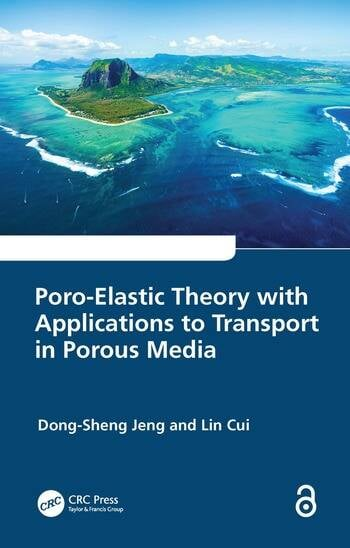 Poro-Elastic Theory with
Applications to Transport
in Porous Media
Dong-Sheng Jeng and Lin Cui
CRC
CRC Press
Taylor & Francis Group